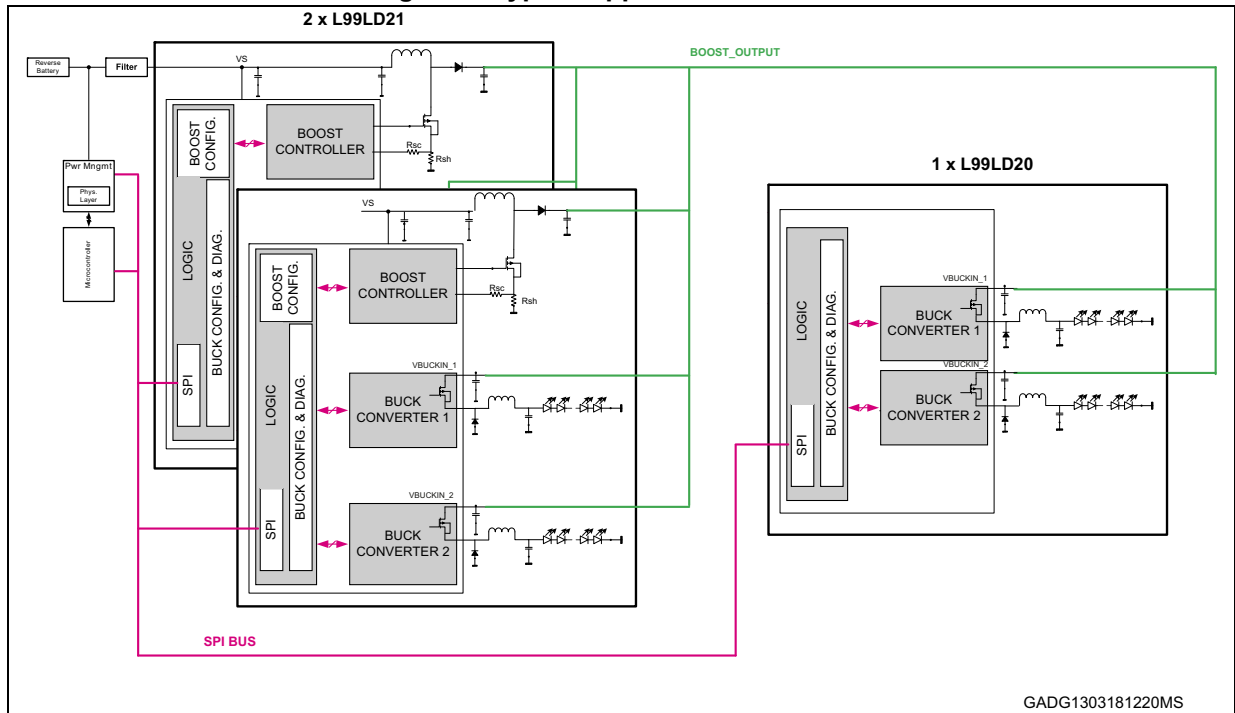 2 x L99LD21
Reverse
Battery
Filter
VS
BOOST_OUTPUT
BOOST
CONFIG.
BOOST
CONTROLLER
Rsc
Rsh
Pwr Mngmt
Phys.
Layer
Microcontroller
LOGIC
BUCK CONFIG. & DIAG.
SPI
VS
BOOST
CONFIG.
BOOST
CONTROLLER
Rsc
Rsh
LOGIC
BUCK CONFIG. & DIAG.
SPI
VBUCKIN_1
BUCK
CONVERTER 1
VBUCKIN_2
BUCK
CONVERTER 2
1 x L99LD20
LOGIC
BUCK CONFIG. & DIAG.
SPI
VBUCKIN_1
BUCK
CONVERTER 1
VBUCKIN_2
BUCK
CONVERTER 2
SPI BUS
GADG1303181220MS